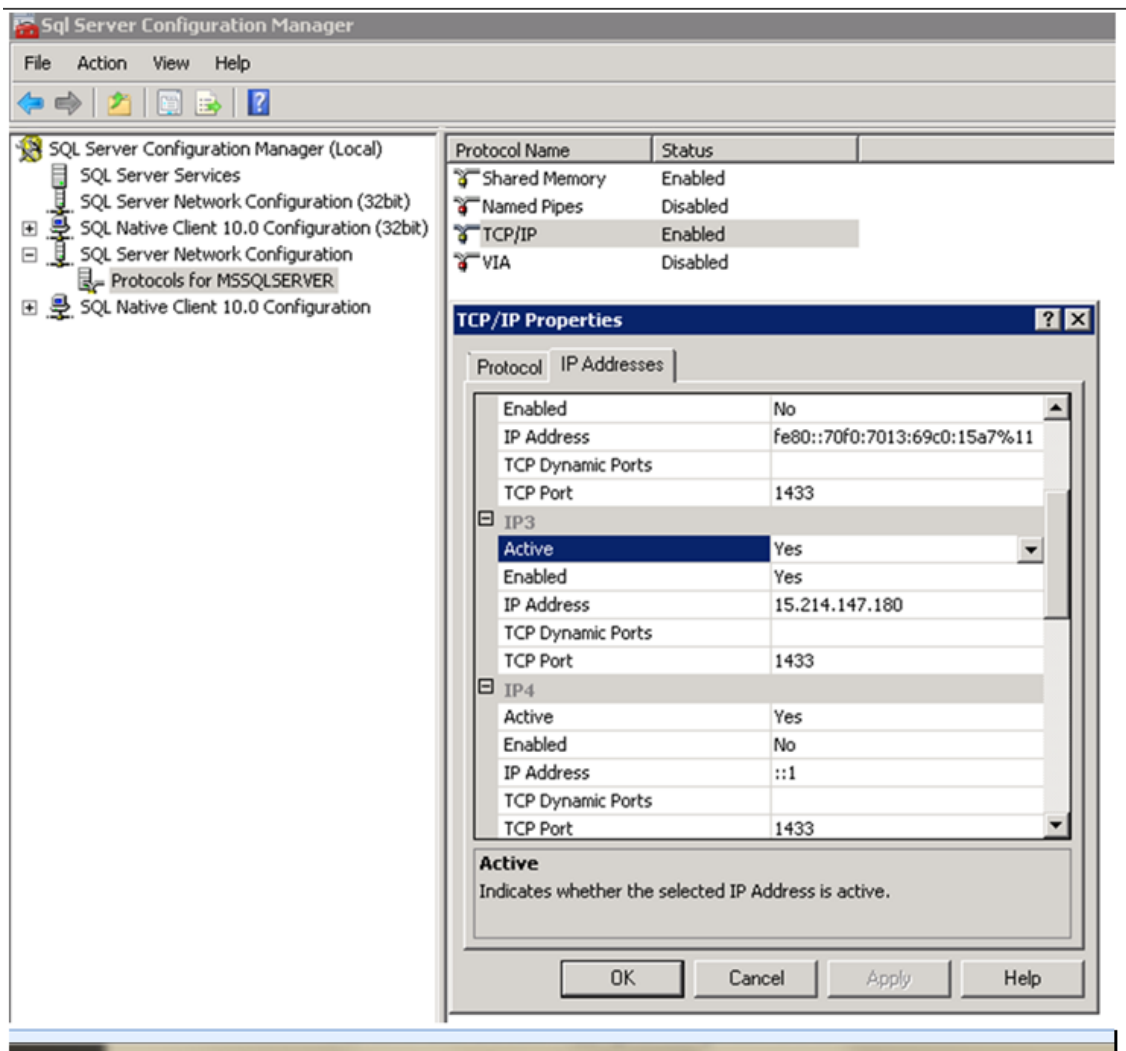 Sql Server Configuration Manager
File Action View Help
SQL Server Configuration Manager (Local)
SQL Server Services
SQL Server Network Configuration (32bit)
SQL Native Client 10.0 Configuration (32bit)
SQL Server Network Configuration
Protocols for MSSQLSERVER
SQL Native Client 10.0 Configuration
Protocol Name Status
Shared Memory Enabled
Named Pipes Disabled
TCP/IP Enabled
VIA Disabled
TCP/IP Properties
Protocol IP Addresses
Enabled No
IP Address fe80::70f0:7013:69c0:15a7%11
TCP Dynamic Ports
TCP Port 1433
IP3
Active Yes
Enabled Yes
IP Address 15.214.147.180
TCP Dynamic Ports
TCP Port 1433
IP4
Active Yes
Enabled No
IP Address ::1
TCP Dynamic Ports
TCP Port 1433
Active
Indicates whether the selected IP Address is active.
OK Cancel Apply Help